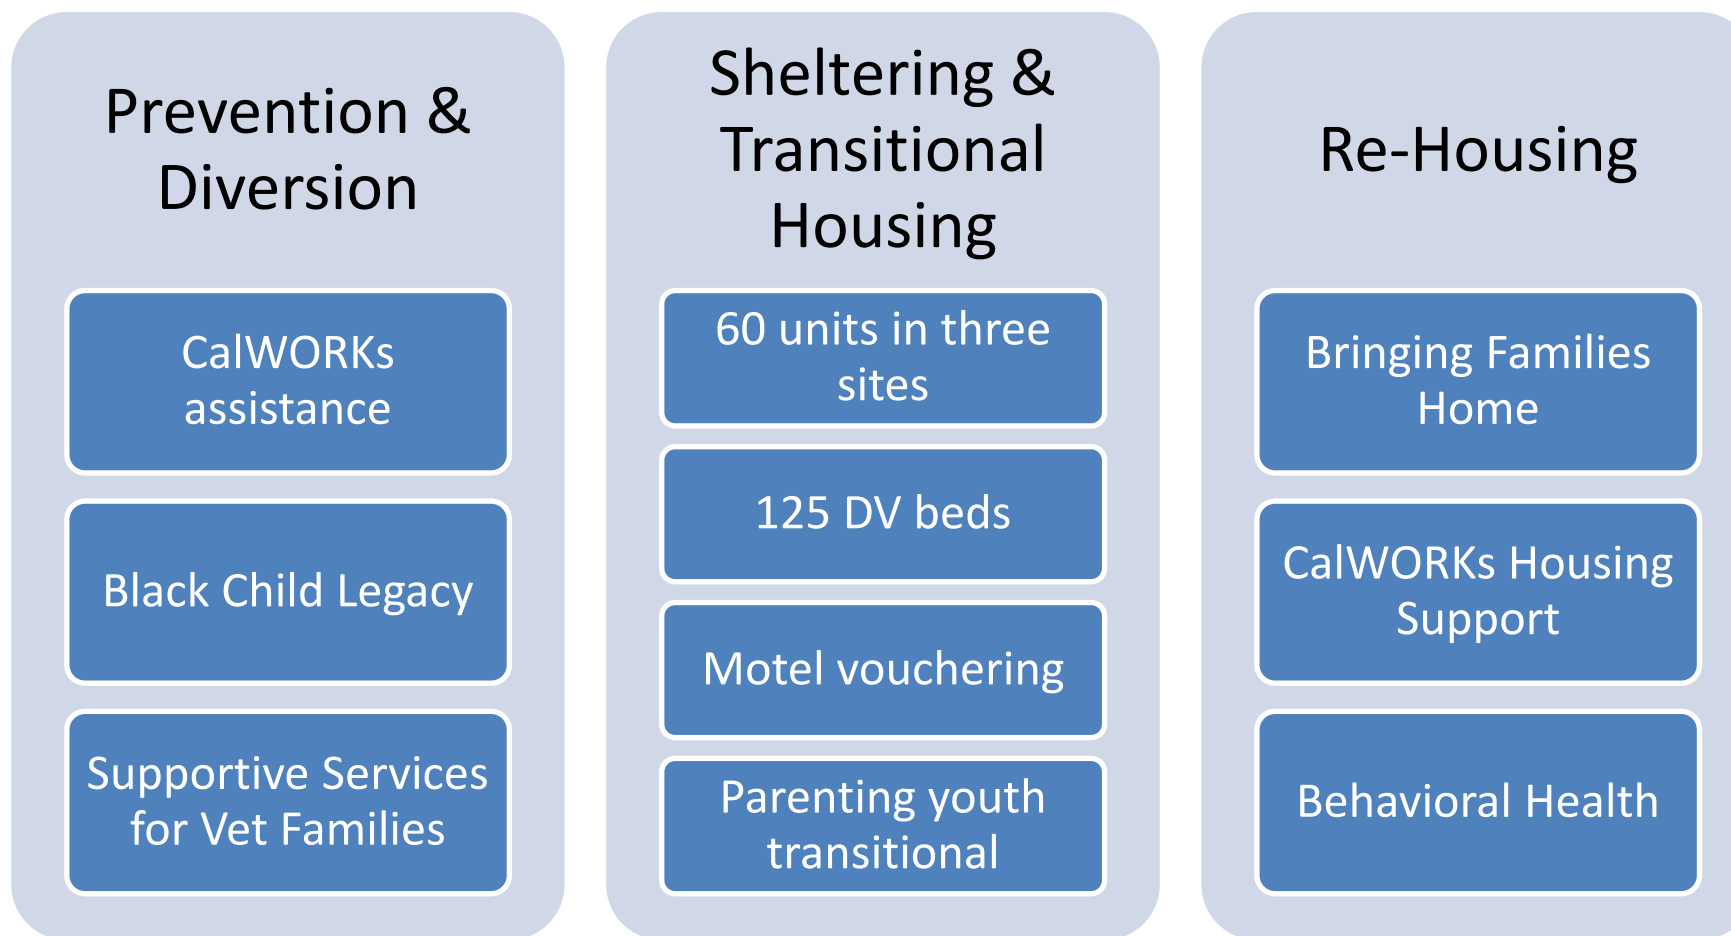 Prevention &
Diversion
CalWORKs
assistance
Black Child Legacy
Supportive Services
for Vet Families
Sheltering &
Transitional
Housing
60 units in three
sites
125 DV beds
Motel vouchering
Parenting youth
transitional
Re-Housing
Bringing Families
Home
CalWORKs Housing
Support
Behavioral Health